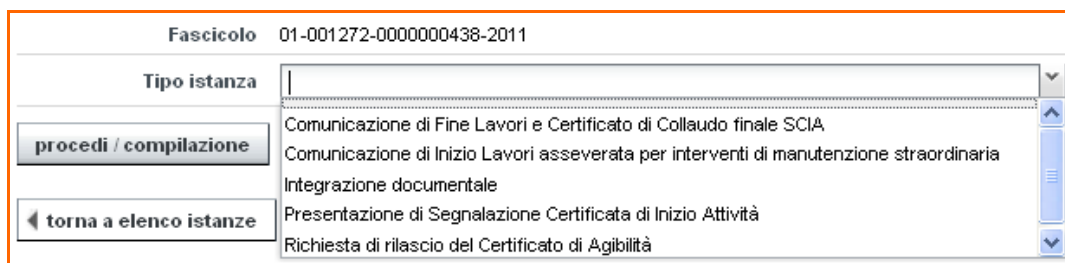 Fascicolo 01-001272-0000000438-2011
Tipo istanza
Comunicazione di Fine Lavori e Certificato di Collaudo finale SCIA
procedi / compilazione
Comunicazione di Inizio Lavori asseverata per interventi di manutenzione straordinaria
Integrazione documentale
torna a elenco istanze
Presentazione di Segnalazione Certificata di Inizio Attività
Richiesta di rilascio del Certificato di Agibilità